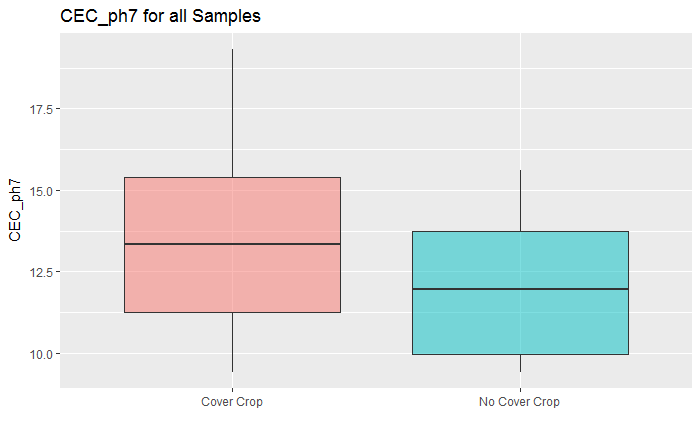 CEC_ph7 for all Samples
CEC_ph7
17.5
15.0
12.5
10.0
Cover Crop
No Cover Crop